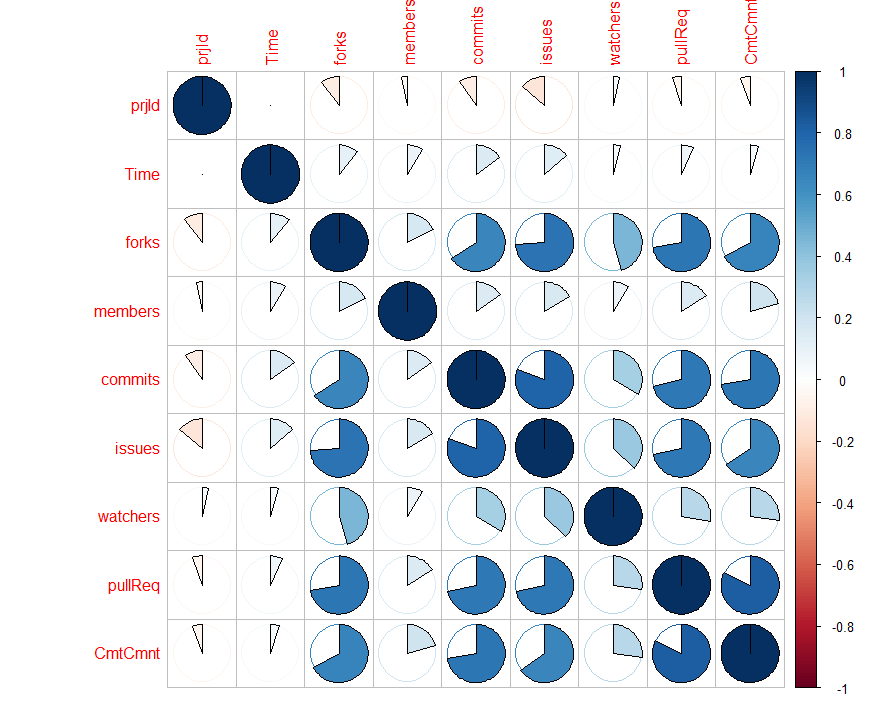 prjId
Time
forks
members
commits
issues
watchers
pullReq
CmtCmnt
prjId
Time
forks
members
commits
issues
watchers
pullReq
CmtCmnt
1
0.8
0.6
0.4
0.2
0
-0.2
-0.4
-0.6
-0.8
-1